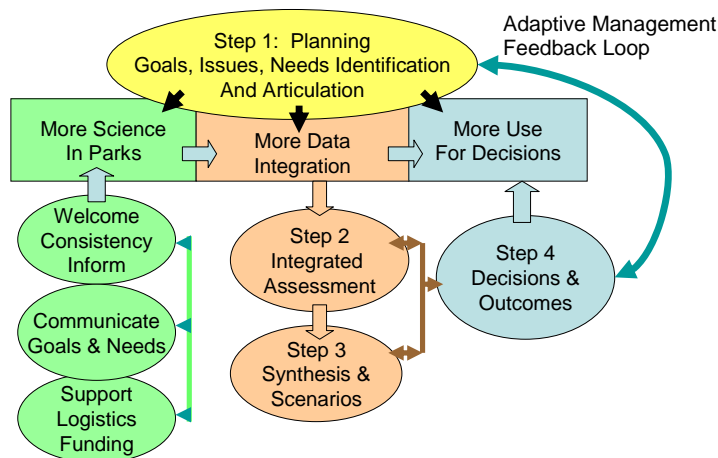 Adaptive Management
Feedback Loop
Step 1:  Planning
Goals, Issues, Needs Identification
And Articulation
More Science
In Parks
More Data
Integration
More Use
For Decisions
Welcome
Consistency
Inform
Communicate
Goals & Needs
Support
Logistics
Funding
Step 2
Integrated
Assessment
Step 3
Synthesis &
Scenarios
Step 4
Decisions &
Outcomes